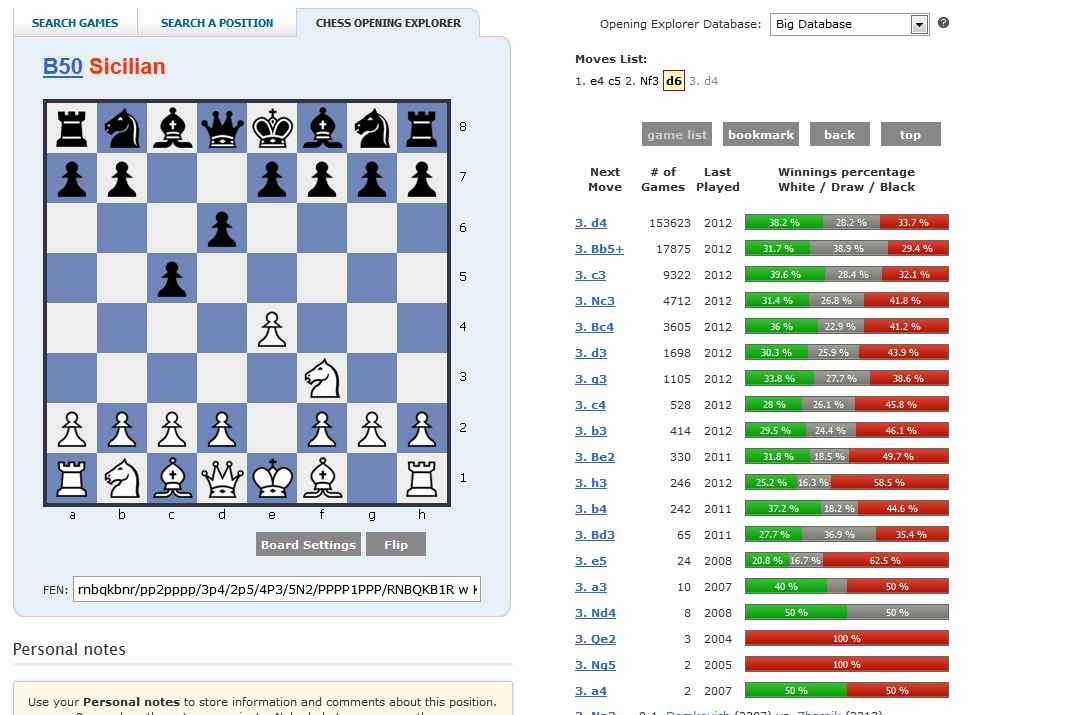 SEARCH GAMES SEARCH A POSITION CHESS OPENING EXPLORER
B50 Sicilian
8
7
6
5
4
3
2
1
a b c d e f g h
Board Settings Flip
FEN: rnbqkbnr/pp2pppp/3p4/2p5/4P3/5N2/PPPP1PPP/RNBQKB1R w
Personal notes
Use your Personal notes to store information and comments about this position.
Opening Explorer Database: Big Database
Moves List:
1. e4 c5 2. Nf3 d6 3. d4
game list bookmark back top
Next Move # of Games Last Played Winnings percentage White / Draw / Black
3. d4 153623 2012 38.2 % 28.2 % 33.7 %
3. Bb5+ 17875 2012 31.7 % 38.9 % 29.4 %
3. c3 9322 2012 39.6 % 28.4 % 32.1 %
3. Nc3 4712 2012 31.4 % 26.8 % 41.8 %
3. Bc4 3605 2012 36 % 22.9 % 41.2 %
3. d3 1698 2012 30.3 % 25.9 % 43.9 %
3. g3 1105 2012 33.8 % 27.7 % 38.6 %
3. c4 528 2012 28 % 26.1 % 45.8 %
3. b3 414 2012 29.5 % 24.4 % 46.1 %
3. Be2 330 2011 31.8 % 18.5 % 49.7 %
3. h3 246 2012 25.2 % 16.3 % 58.5 %
3. b4 242 2011 37.2 % 18.2 % 44.6 %
3. Bd3 65 2011 27.7 % 36.9 % 35.4 %
3. e5 24 2008 20.8 % 16.7 % 62.5 %
3. a3 10 2007 40 % 50 %
3. Nd4 8 2008 50 % 50 %
3. Qe2 3 2004 100 %
3. Ng5 2 2005 100 %
3. a4 2 2007 50 % 50 %